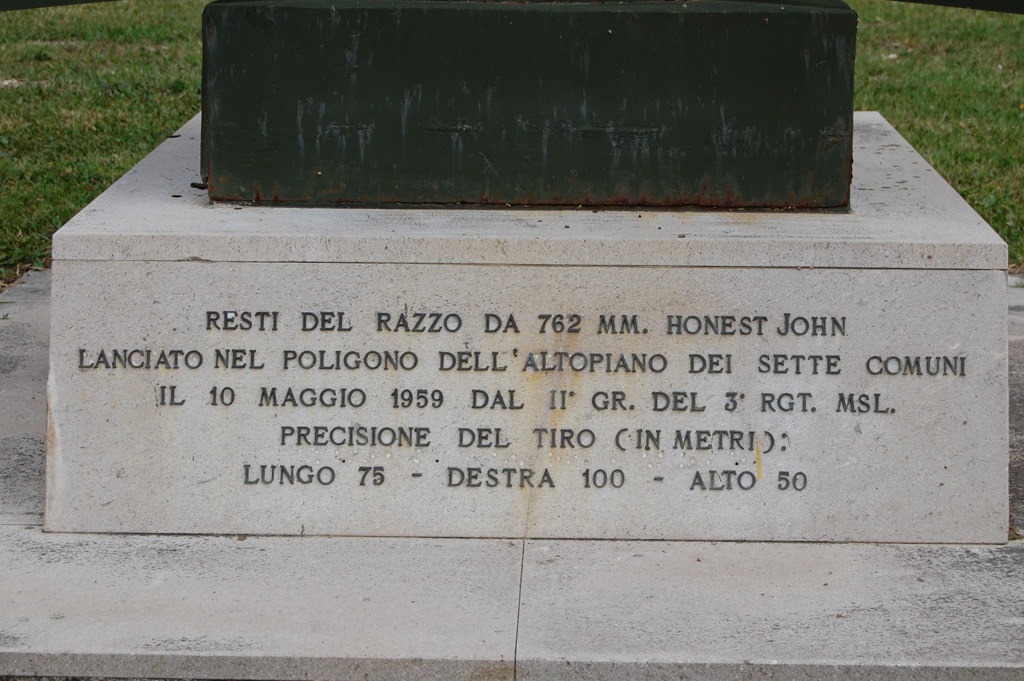 RESTI DEL RAZZO DA 762 MM. HONEST JOHN
LANCIATO NEL POLIGONO DELL'ALTOPIANO DEI SETTE COMUNI
IL 10 MAGGIO 1959 DAL II° GR. DEL 3° RGT. MSL.
PRECISIONE DEL TIRO (IN METRI):
LUNGO 75 - DESTRA 100 - ALTO 50